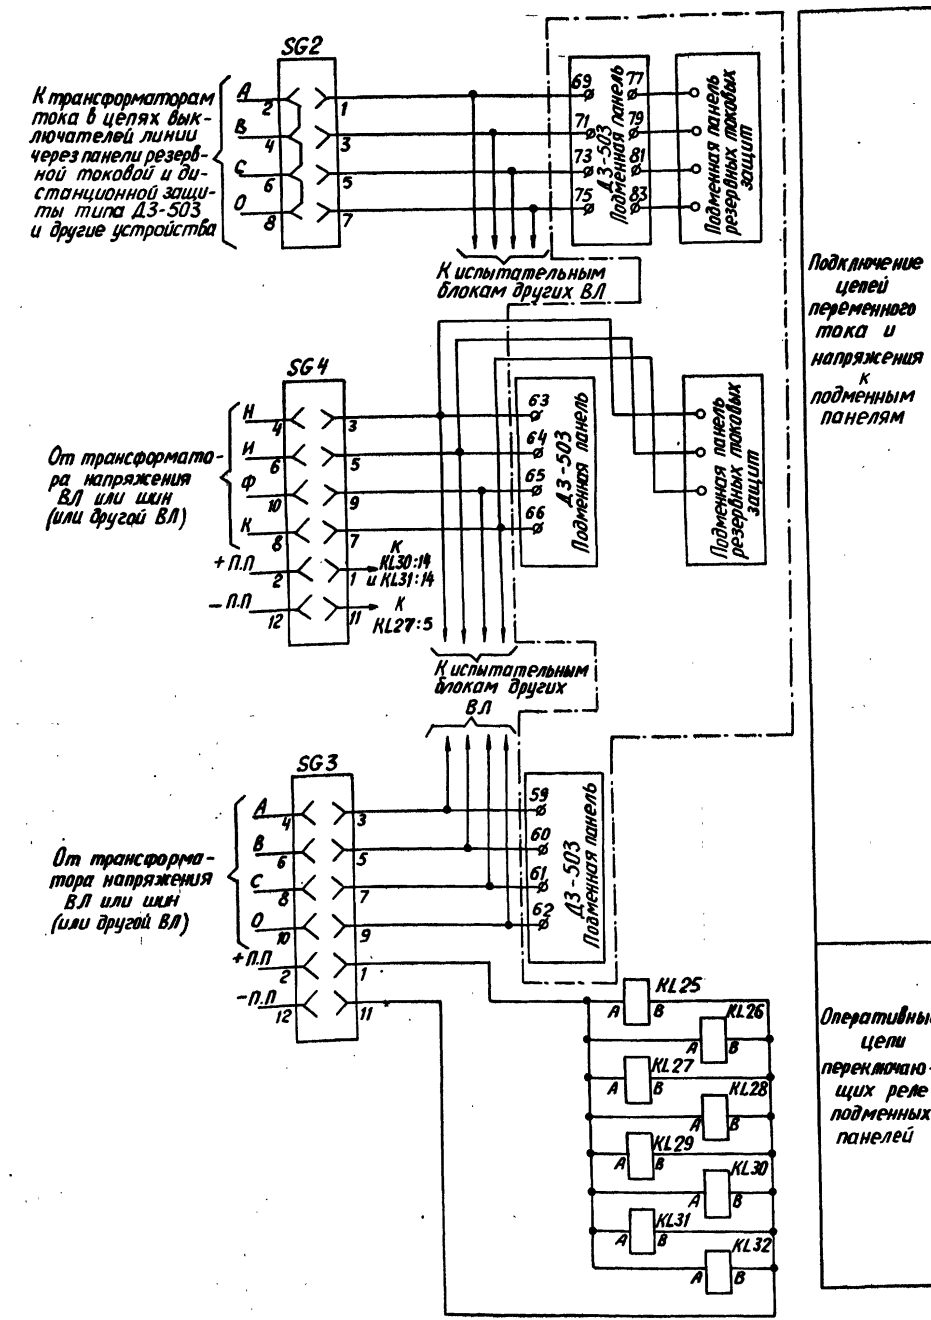 SG2
К трансформаторам
тока в цепях вык-
лючателей линии
через панели резерв-
ной токовой и ди-
станционной защи-
ты типа ДЗ-503
и другие устройства
А
2
1
В
4
3
С
6
5
О
8
7
69
77
71
79
73
81
75
83
ДЗ-503
Подменная панель
Подменная панель
резервных токовых
защит
К испытательным
блокам других ВЛ
SG4
От трансформато-
ра напряжения
ВЛ или шин
(или другой ВЛ)
Н
4
3
И
6
5
Ф
10
9
К
8
7
+П.П
2
1
К
KL30:14
и KL31:14
-П.П
12
11
К
KL27:5
63
64
65
66
ДЗ-503
Подменная панель
Подменная панель
резервных токовых
защит
К испытательным
блокам других
ВЛ
SG3
От трансформа-
тора напряжения
ВЛ или шин
(или другой ВЛ)
А
4
3
В
6
5
С
8
7
О
10
9
+П.П
2
1
-П.П
12
11
59
60
61
62
ДЗ-503
Подменная панель
KL25
А
В
KL26
А
В
KL27
А
В
KL28
А
В
KL29
А
В
KL30
А
В
KL31
А
В
KL32
А
В
Подключение
цепей
переменного
тока и
напряжения
к
подменным
панелям
Оперативные
цепи
переключаю-
щих реле
подменных
панелей